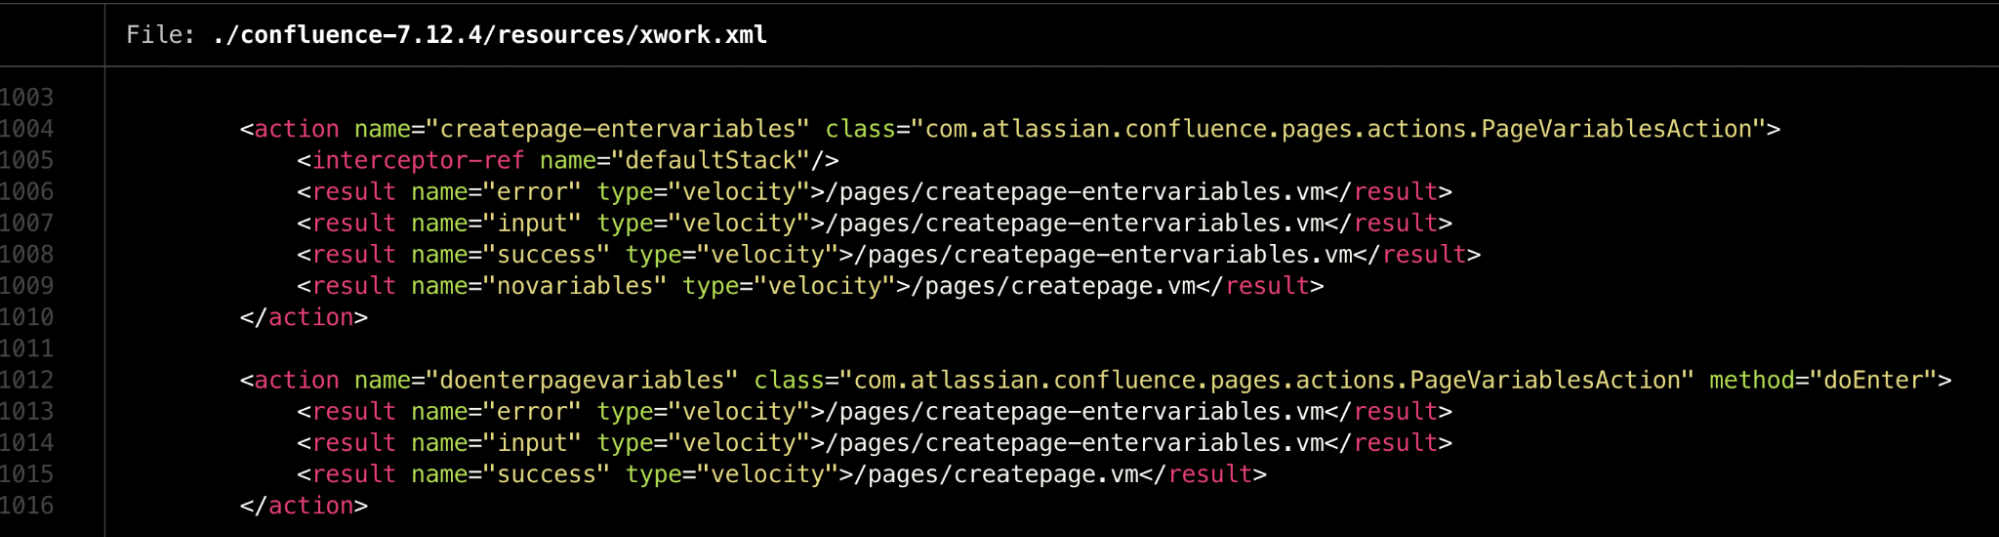 File: ./confluence-7.12.4/resources/xwork.xml
1003
1004 <action name="createpage-entervariables" class="com.atlassian.confluence.pages.actions.PageVariablesAction">
1005 <interceptor-ref name="defaultStack"/>
1006 <result name="error" type="velocity">/pages/createpage-entervariables.vm</result>
1007 <result name="input" type="velocity">/pages/createpage-entervariables.vm</result>
1008 <result name="success" type="velocity">/pages/createpage-entervariables.vm</result>
1009 <result name="novariables" type="velocity">/pages/createpage.vm</result>
1010 </action>
1011
1012 <action name="doenterpagevariables" class="com.atlassian.confluence.pages.actions.PageVariablesAction" method="doEnter">
1013 <result name="error" type="velocity">/pages/createpage-entervariables.vm</result>
1014 <result name="input" type="velocity">/pages/createpage-entervariables.vm</result>
1015 <result name="success" type="velocity">/pages/createpage.vm</result>
1016 </action>